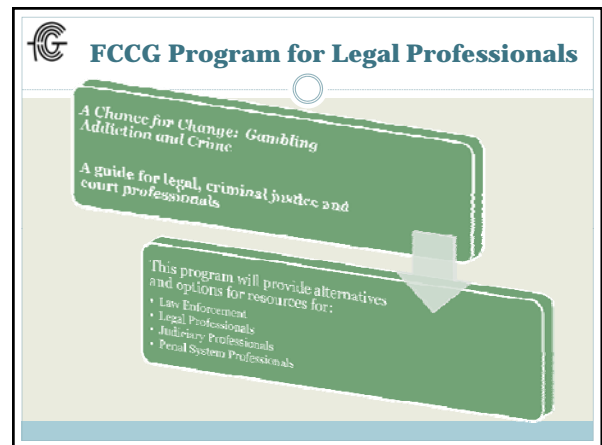 FCCG Program for Legal Professionals
A Chance for Change: Gambling
Addiction and Crime
A guide for legal, criminal justice and
court professionals
This program will provide alternatives
and options for resources for:
• Law Enforcement
• Legal Professionals
• Judiciary Professionals
• Penal System Professionals